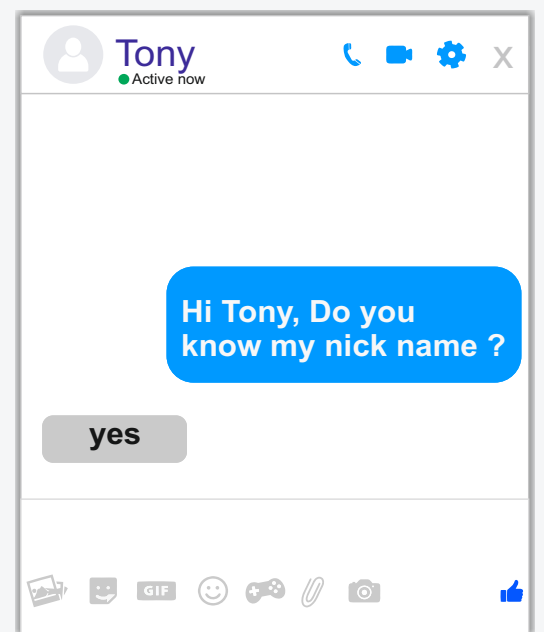 Tony
Active now
X
Hi Tony, Do you
know my nick name ?
yes
GIF